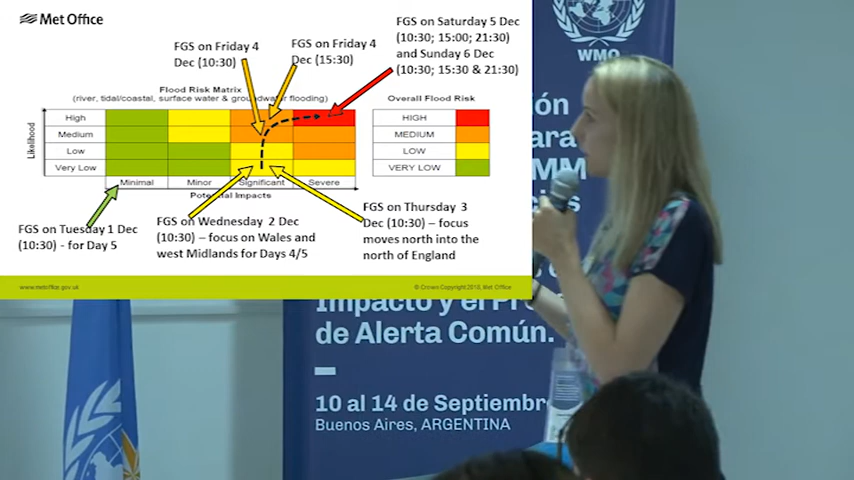 Met Office
FGS on Friday 4
Dec (10:30)
FGS on Friday 4
Dec (15:30)
FGS on Saturday 5 Dec
(10:30; 15:00; 21:30)
and Sunday 6 Dec
(10:30; 15:30 & 21:30)
Flood Risk Matrix
(river, tidal/coastal, surface water & groundwater flooding)
Likelihood
High
Medium
Low
Very Low
Minimal
Minor
Significant
Severe
Potential Impacts
Overall Flood Risk
HIGH
MEDIUM
LOW
VERY LOW
FGS on Tuesday 1 Dec
(10:30) - for Day 5
FGS on Wednesday 2 Dec
(10:30) – focus on Wales and
west Midlands for Days 4/5
FGS on Thursday 3
Dec (10:30) – focus
moves north into the
north of England
www.metoffice.gov.uk
© Crown Copyright 2018, Met Office
WMO
Impacto y el
de Alerta Común.
10 al 14 de Septiembre
Buenos Aires, ARGENTINA